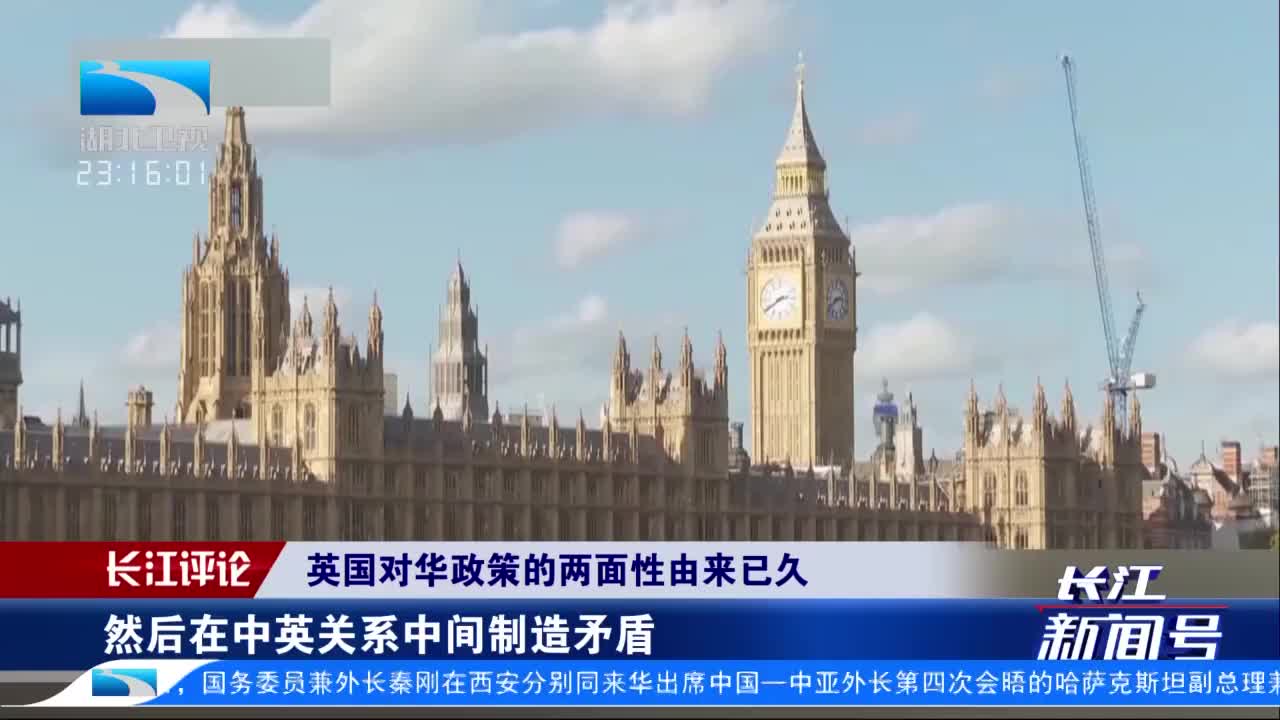 湖北卫视
23:16:01
长江评论
英国对华政策的两面性由来已久
然后在中英关系中间制造矛盾
长江
新闻号
，国务委员兼外长秦刚在西安分别同来华出席中国—中亚外长第四次会晤的哈萨克斯坦副总理兼